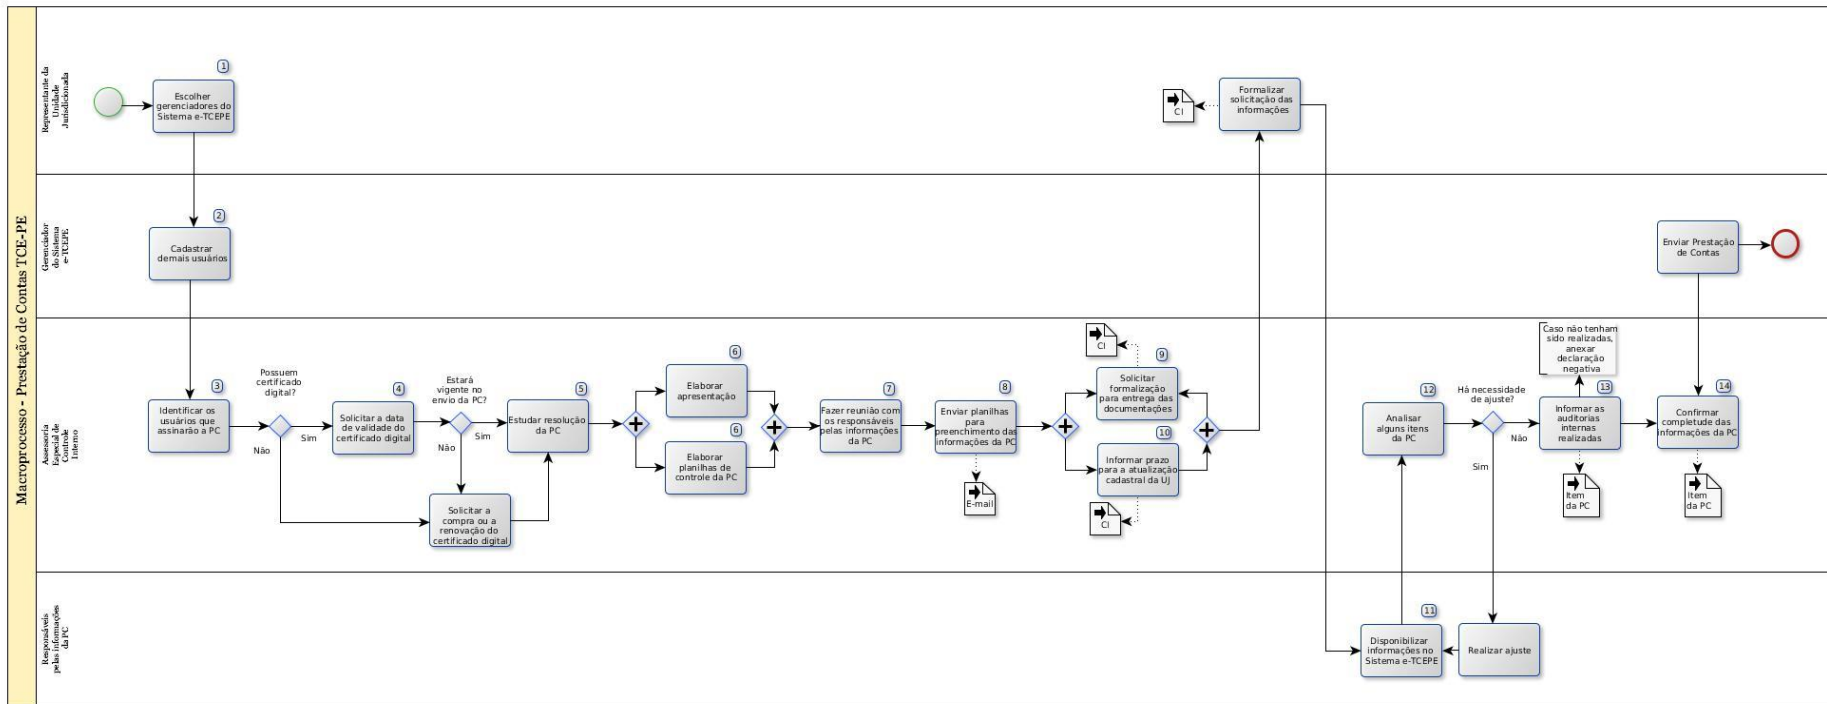 Macroprocesso - Prestação de Contas TCE-PE
Representante da
Unidade
Jurisdicionada
1
Escolher
gerenciadores do
Sistema e-TCEPE
CI
Formalizar
solicitação das
informações
Gerenciador
do Sistema
e-TCEPE
2
Cadastrar
demais usuários
Enviar Prestação
de Contas
Assessoria
Especial de
Controle
Interno
3
Identificar os
usuários que
assinarão a PC
Possuem
certificado
digital?
Sim
Não
4
Solicitar a data
de validade do
certificado digital
Estará
vigente no
envio da PC?
Sim
Não
Solicitar a
compra ou a
renovação do
certificado digital
5
Estudar resolução
da PC
6
Elaborar
apresentação
6
Elaborar
planilhas de
controle da PC
7
Fazer reunião com
os responsáveis
pelas informações
da PC
8
Enviar planilhas
para
preenchimento das
informações da PC
E-mail
CI
9
Solicitar
formalização
para entrega das
documentações
10
Informar prazo
para a atualização
cadastral da UJ
CI
12
Analisar
alguns itens
da PC
Há necessidade
de ajuste?
Não
Sim
Caso não tenham
sido realizadas,
anexar
declaração
negativa
13
Informar as
auditorias
internas
realizadas
Item
da PC
14
Confirmar
completude das
informações da PC
Item
da PC
Responsáveis
pelas informações
da PC
11
Disponibilizar
informações no
Sistema e-TCEPE
Realizar ajuste